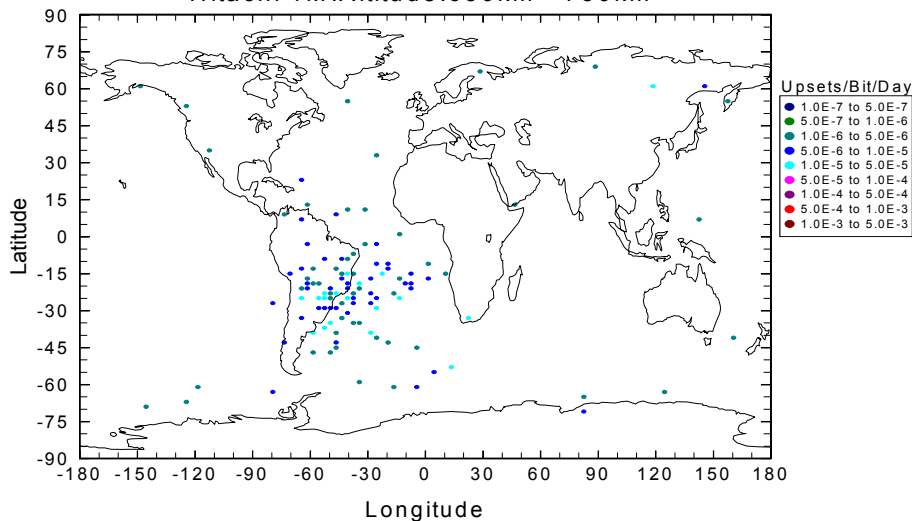 90
75
60
45
30
15
0
-15
-30
-45
-60
-75
-90
Latitude
-180 -150 -120 -90 -60 -30 0 30 60 90 120 150 180
Longitude
Upsets/Bit/Day
1.0E-7 to 5.0E-7
5.0E-7 to 1.0E-6
1.0E-6 to 5.0E-6
5.0E-6 to 1.0E-5
1.0E-5 to 5.0E-5
5.0E-5 to 1.0E-4
1.0E-4 to 5.0E-4
5.0E-4 to 1.0E-3
1.0E-3 to 5.0E-3